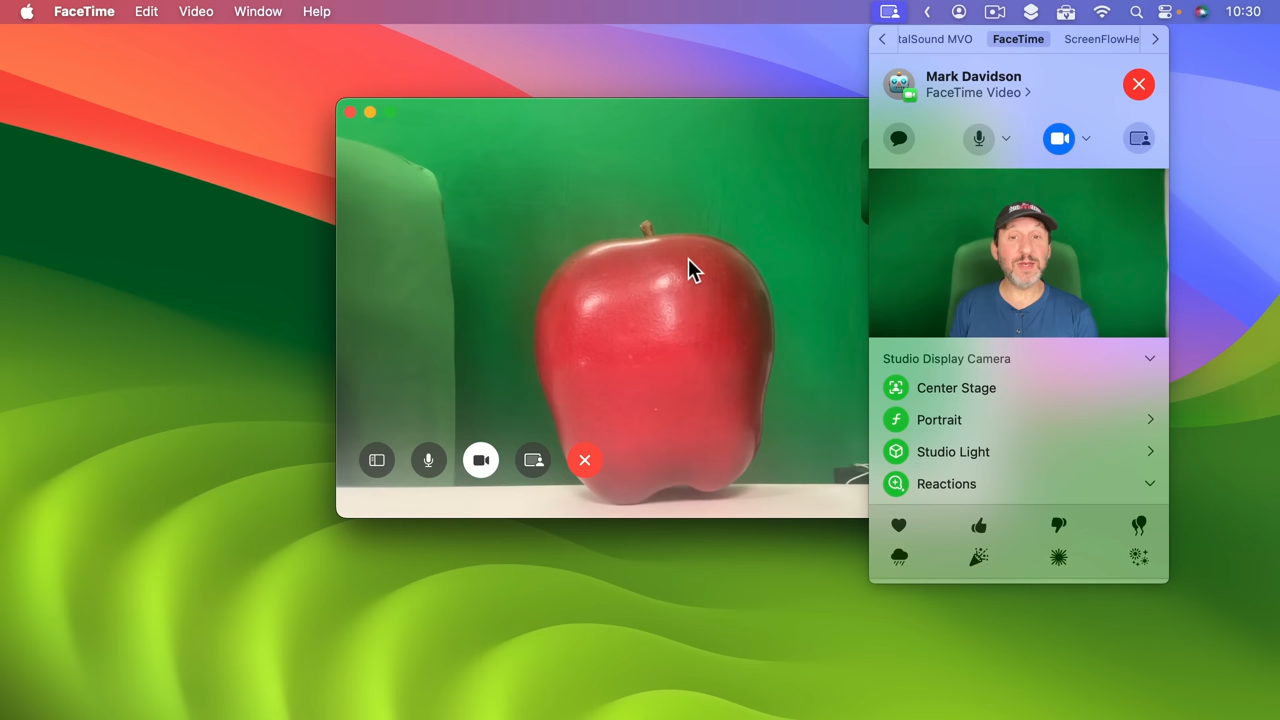 FaceTime Edit Video Window Help 10:30
talSound MVO FaceTime ScreenFlowHe
Mark Davidson
FaceTime Video
Studio Display Camera
Center Stage
Portrait
Studio Light
Reactions